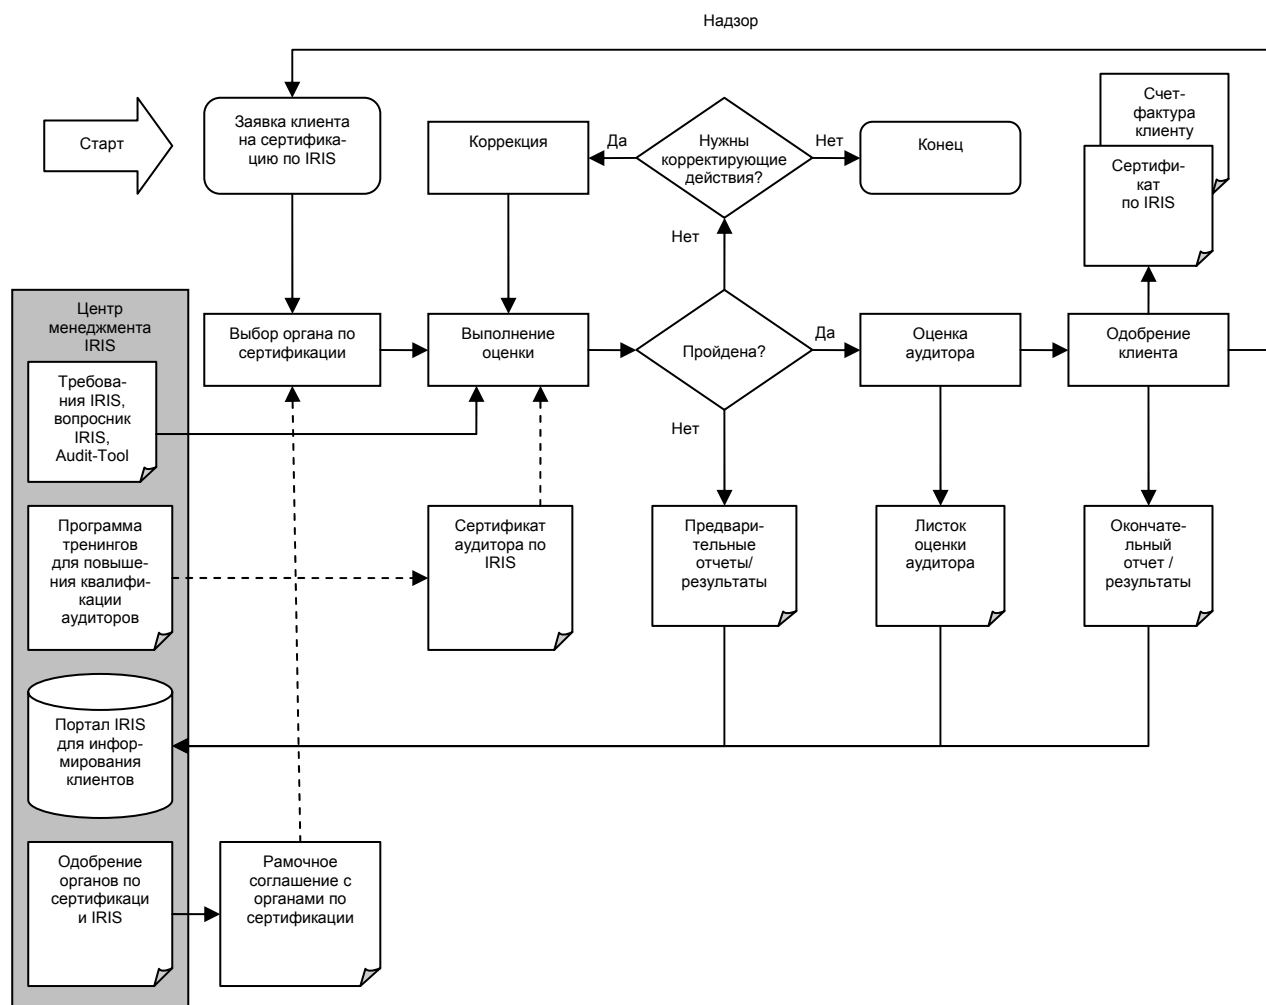 Надзор
Старт
Заявка клиента
на сертифика-
цию по IRIS
Коррекция
Да
Нужны
корректирующие
действия?
Нет
Конец
Счет-
фактура
клиенту
Сертифи-
кат
по IRIS
Нет
Центр
менеджмента
IRIS
Выбор органа по
сертификации
Выполнение
оценки
Пройдена?
Да
Оценка
аудитора
Одобрение
клиента
Требова-
ния IRIS,
вопросник
IRIS,
Audit-Tool
Нет
Программа
тренингов
для повыше-
ния квалифи-
кации
аудиторов
Сертификат
аудитора по
IRIS
Предвари-
тельные
отчеты/
результаты
Листок
оценки
аудитора
Окончате-
льный
отчет /
результаты
Портал IRIS
для инфор-
мирования
клиентов
Одобрение
органов по
сертификаци
и IRIS
Рамочное
соглашение с
органами по
сертификации